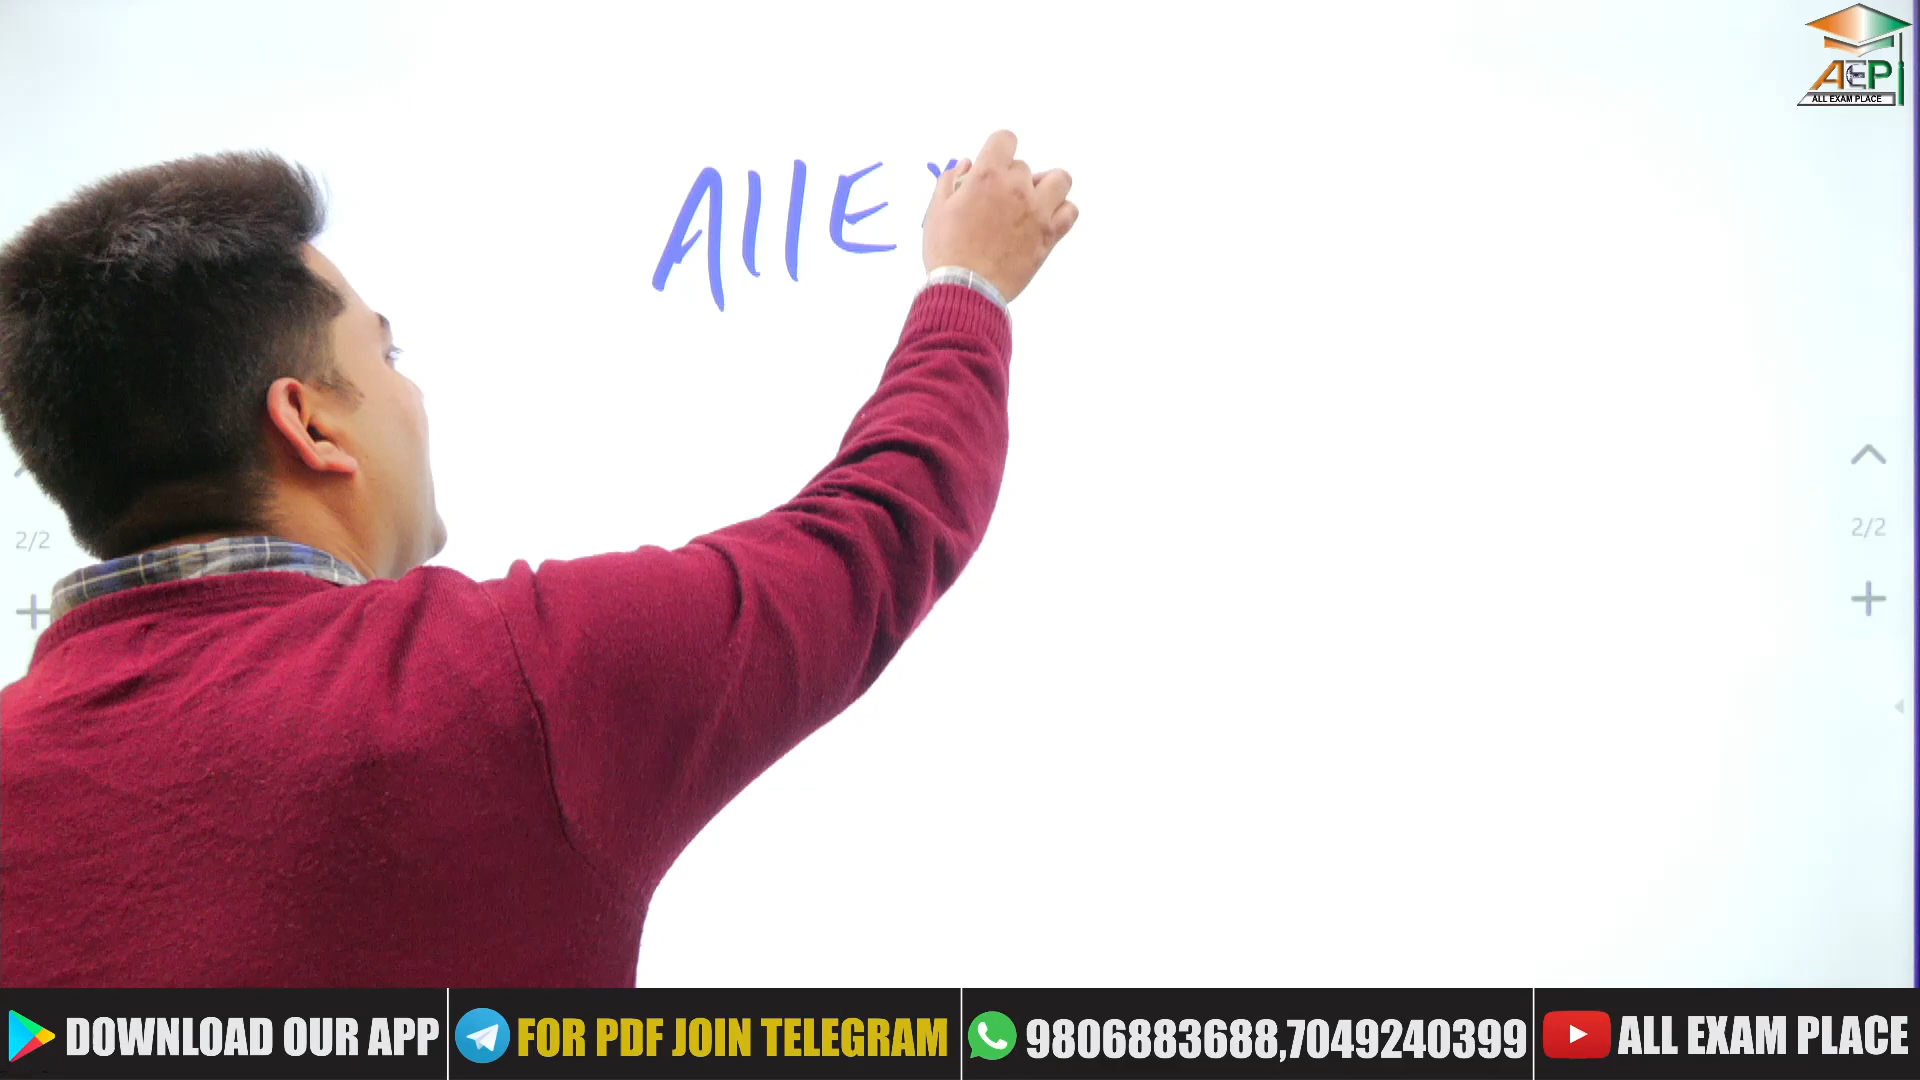 AEP
ALL EXAM PLACE
AllEx
2/2
2/2
DOWNLOAD OUR APP
FOR PDF JOIN TELEGRAM
9806883688,7049240399
ALL EXAM PLACE